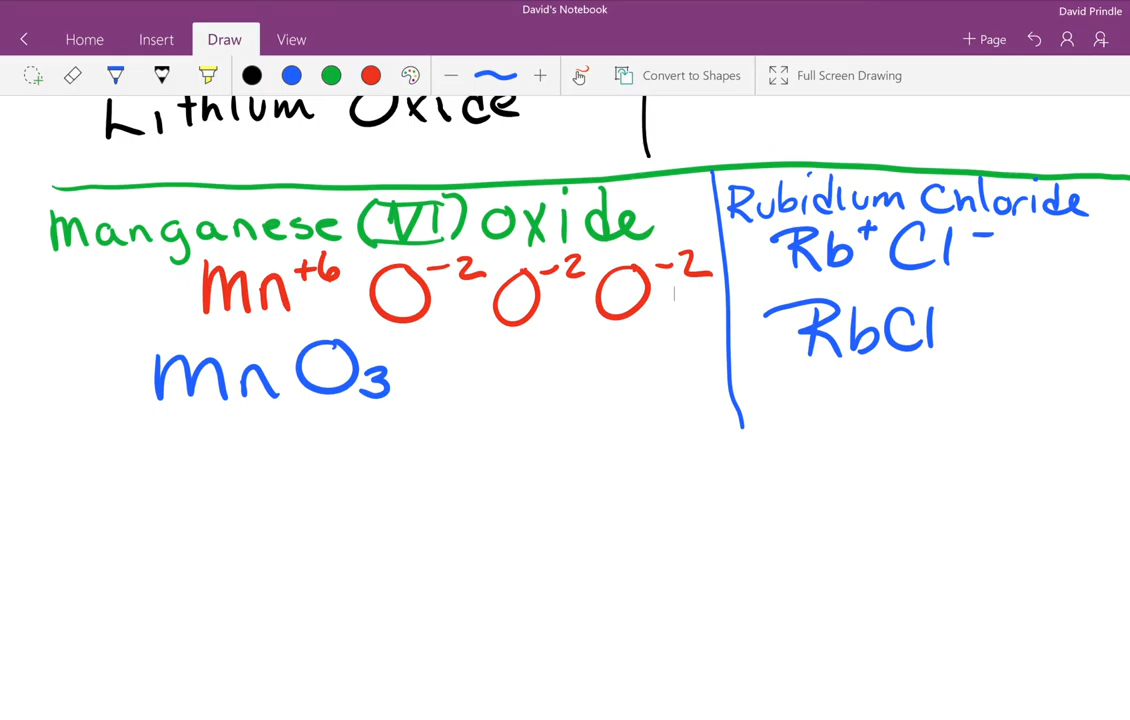 David's Notebook
David Prindle
Home Insert Draw View
Page
Convert to Shapes Full Screen Drawing
Lithium Oxide
manganese (VI) oxide
Mn+6 O-2 O-2 O-2
MnO3
Rubidium Chloride
Rb+ Cl-
RbCl